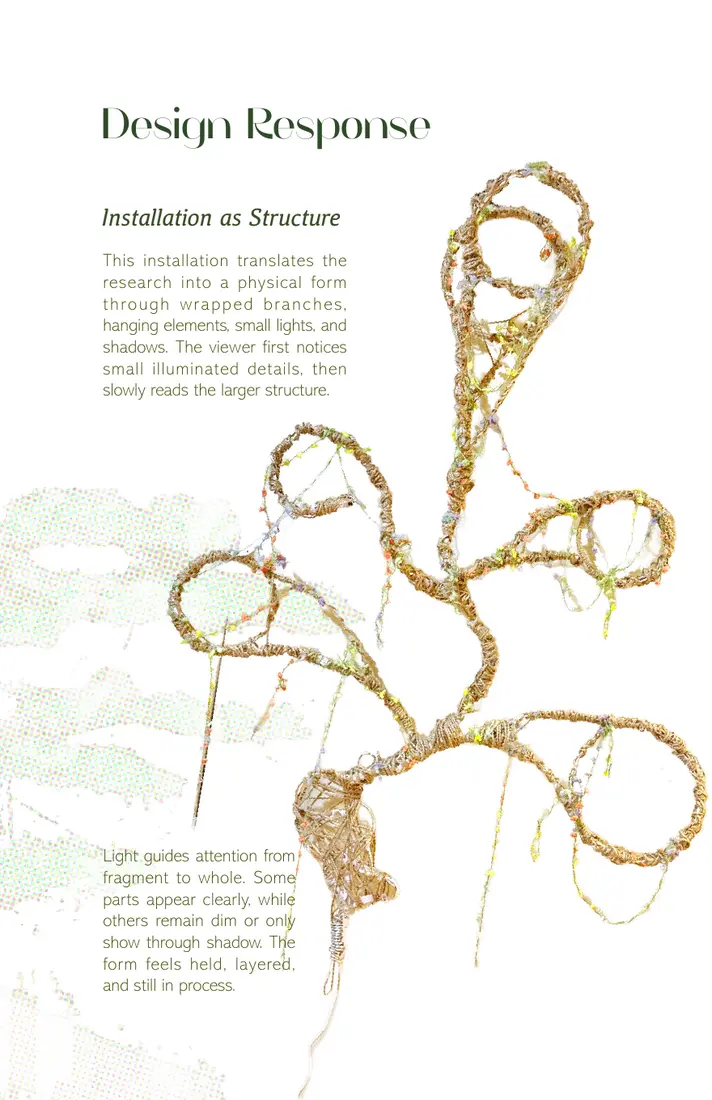 Design Response
Installation as Structure
This installation translates the
research into a physical form
through wrapped branches,
hanging elements, small lights, and
shadows. The viewer first notices
small illuminated details, then
slowly reads the larger structure.
Light guides attention from
fragment to whole. Some
parts appear clearly, while
others remain dim or only
show through shadow. The
form feels held, layered,
and still in process.